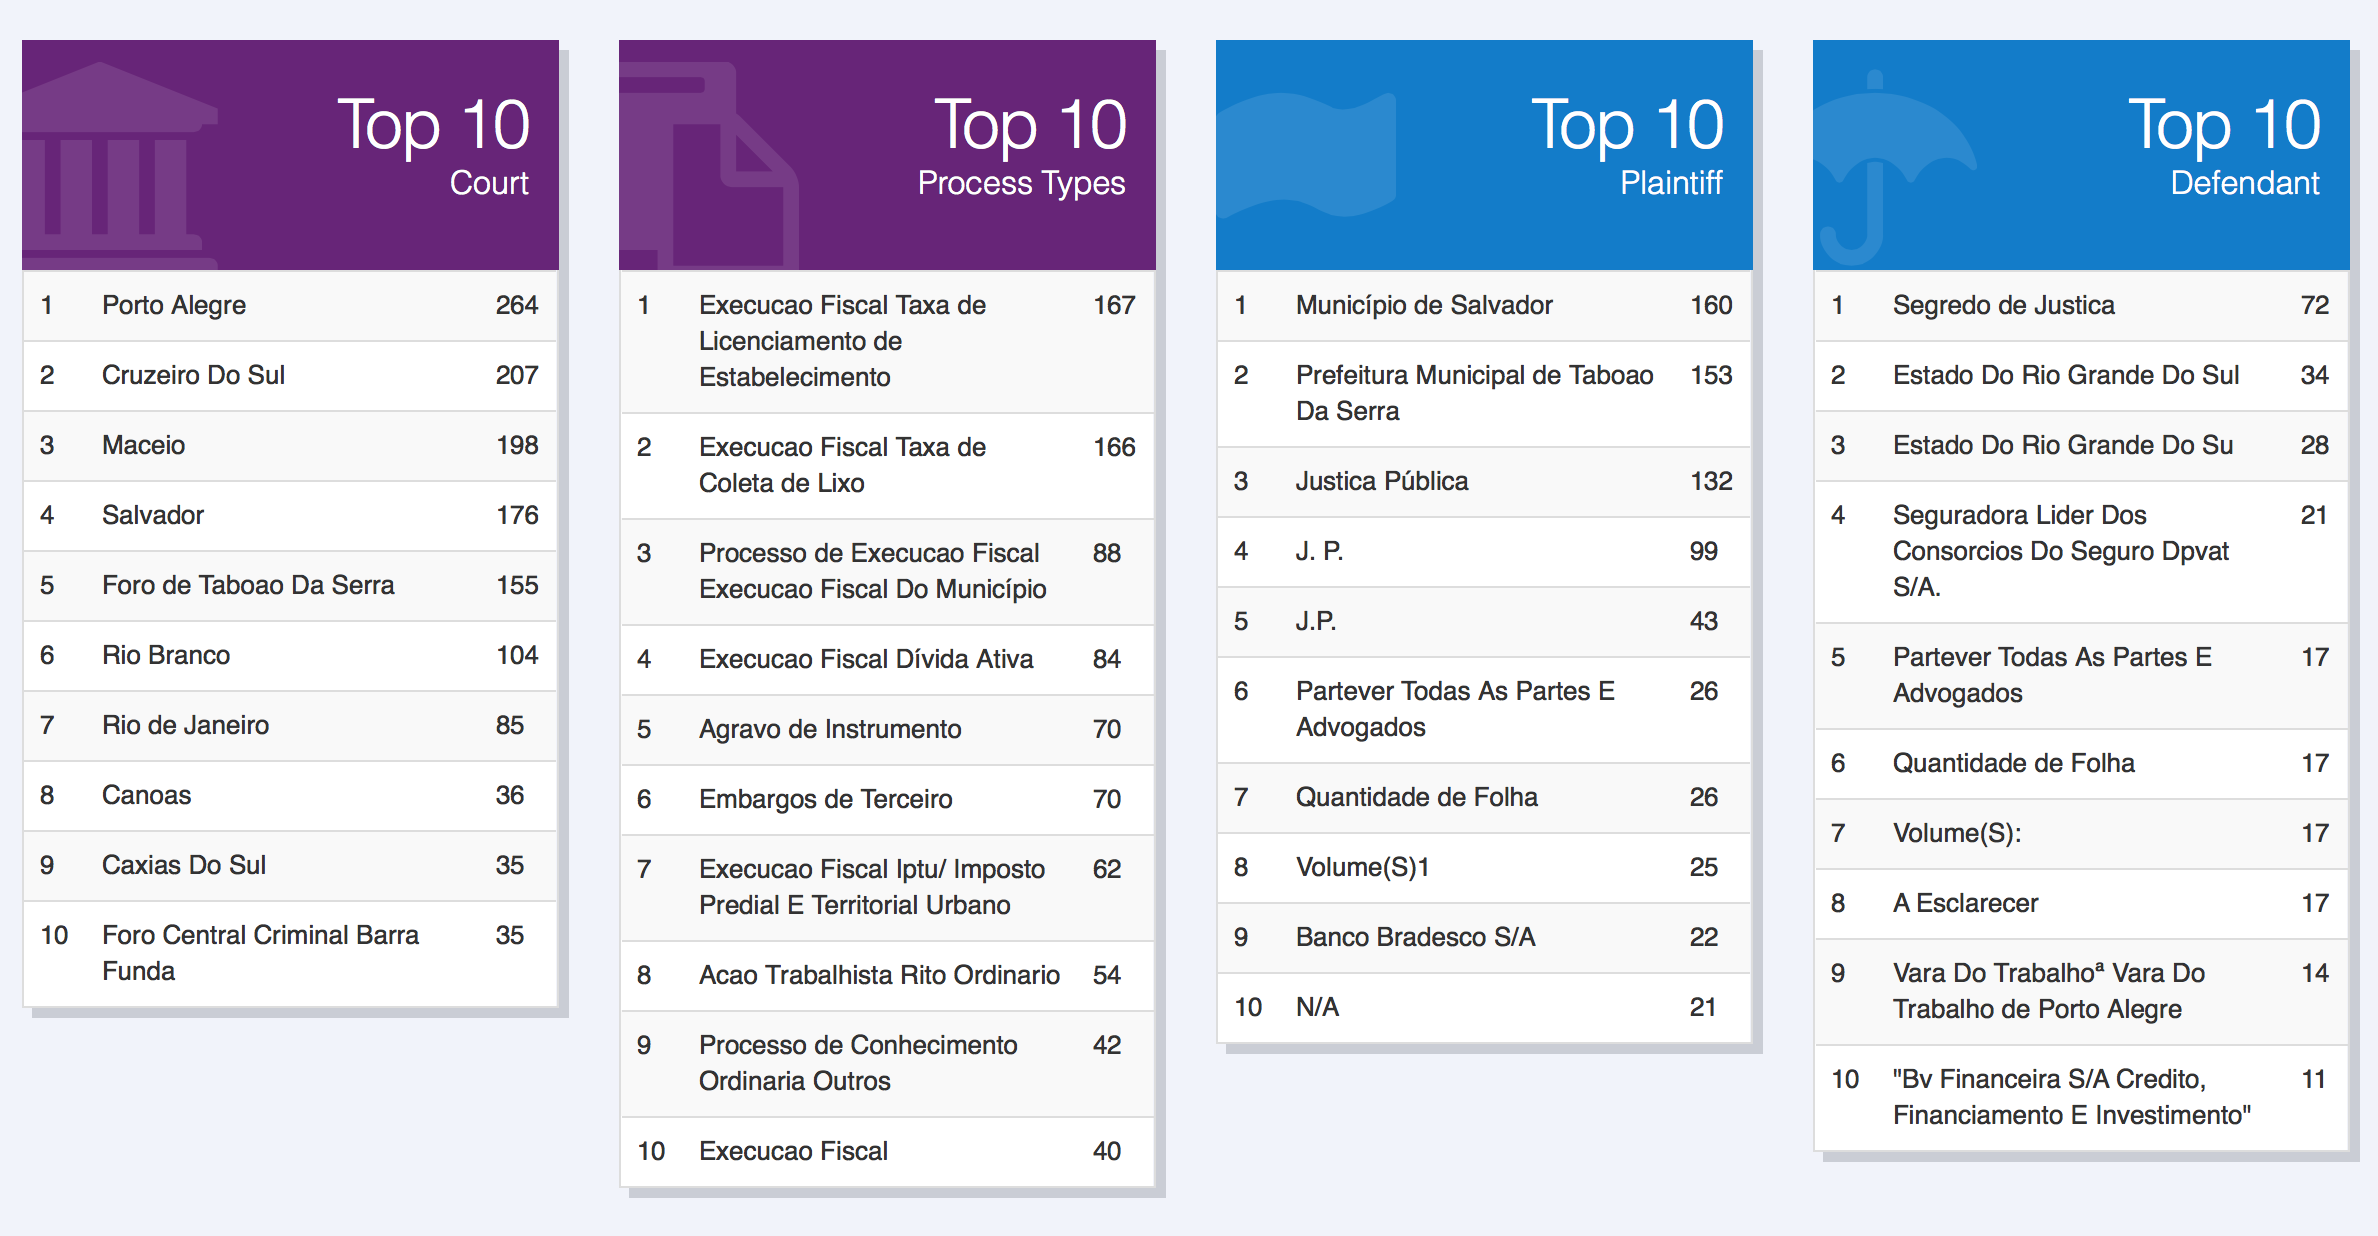 Top 10
Court
1 Porto Alegre 264
2 Cruzeiro Do Sul 207
3 Maceio 198
4 Salvador 176
5 Foro de Taboao Da Serra 155
6 Rio Branco 104
7 Rio de Janeiro 85
8 Canoas 36
9 Caxias Do Sul 35
10 Foro Central Criminal Barra 35
Funda
Top 10
Process Types
1 Execucao Fiscal Taxa de 167
Licenciamento de
Estabelecimento
2 Execucao Fiscal Taxa de 166
Coleta de Lixo
3 Processo de Execucao Fiscal 88
Execucao Fiscal Do Município
4 Execucao Fiscal Dívida Ativa 84
5 Agravo de Instrumento 70
6 Embargos de Terceiro 70
7 Execucao Fiscal Iptu/ Imposto 62
Predial E Territorial Urbano
8 Acao Trabalhista Rito Ordinario 54
9 Processo de Conhecimento 42
Ordinaria Outros
10 Execucao Fiscal 40
Top 10
Plaintiff
1 Município de Salvador 160
2 Prefeitura Municipal de Taboao 153
Da Serra
3 Justica Pública 132
4 J. P. 99
5 J.P. 43
6 Partever Todas As Partes E 26
Advogados
7 Quantidade de Folha 26
8 Volume(S)1 25
9 Banco Bradesco S/A 22
10 N/A 21
Top 10
Defendant
1 Segredo de Justica 72
2 Estado Do Rio Grande Do Sul 34
3 Estado Do Rio Grande Do Su 28
4 Seguradora Lider Dos 21
Consorcios Do Seguro Dpvat
S/A.
5 Partever Todas As Partes E 17
Advogados
6 Quantidade de Folha 17
7 Volume(S): 17
8 A Esclarecer 17
9 Vara Do Trabalhoª Vara Do 14
Trabalho de Porto Alegre
10 "Bv Financeira S/A Credito, 11
Financiamento E Investimento"